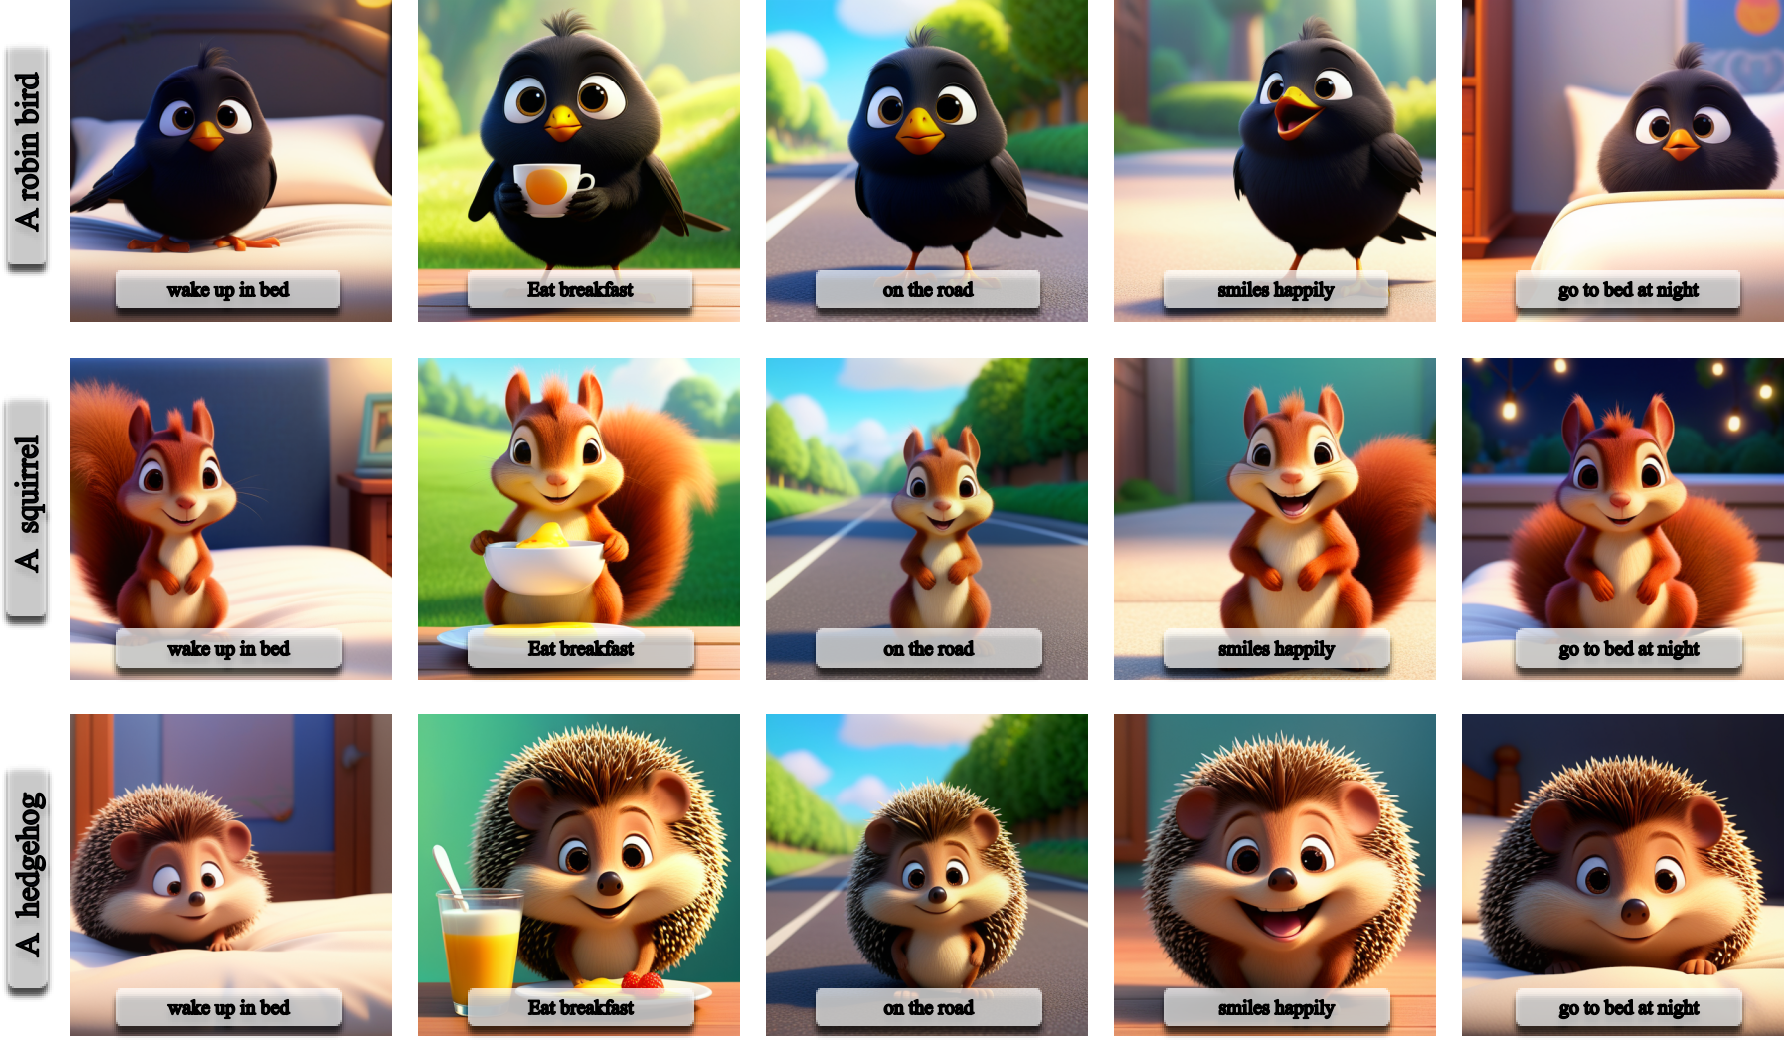 A robin bird
wake up in bed
Eat breakfast
on the road
smiles happily
go to bed at night
A squirrel
wake up in bed
Eat breakfast
on the road
smiles happily
go to bed at night
A hedgehog
wake up in bed
Eat breakfast
on the road
smiles happily
go to bed at night